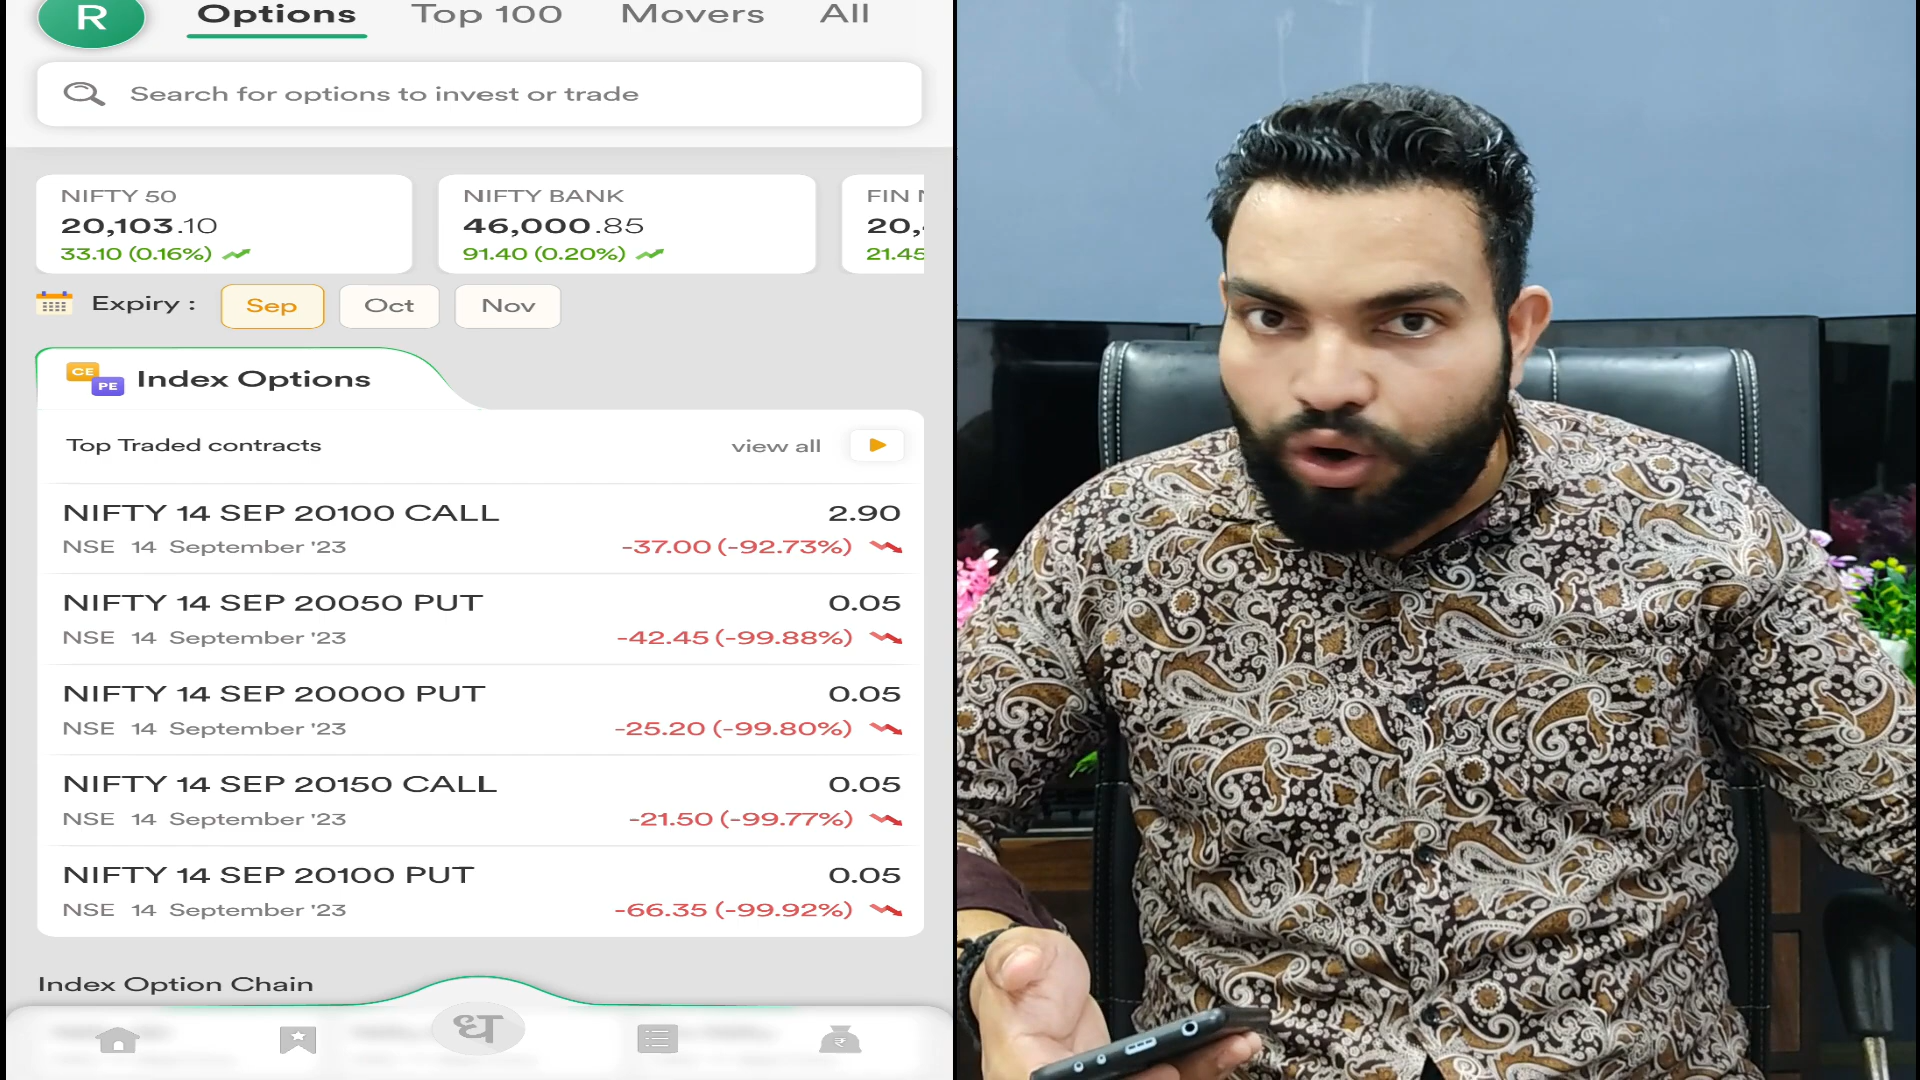 R
Options Top 100 Movers All
Search for options to invest or trade
NIFTY 50
20,103.10
33.10 (0.16%)
NIFTY BANK
46,000.85
91.40 (0.20%)
FIN
20,
21.45
Expiry : Sep Oct Nov
CE
PE
Index Options
Top Traded contracts view all
NIFTY 14 SEP 20100 CALL 2.90
NSE 14 September '23 -37.00 (-92.73%)
NIFTY 14 SEP 20050 PUT 0.05
NSE 14 September '23 -42.45 (-99.88%)
NIFTY 14 SEP 20000 PUT 0.05
NSE 14 September '23 -25.20 (-99.80%)
NIFTY 14 SEP 20150 CALL 0.05
NSE 14 September '23 -21.50 (-99.77%)
NIFTY 14 SEP 20100 PUT 0.05
NSE 14 September '23 -66.35 (-99.92%)
Index Option Chain
ध
₹